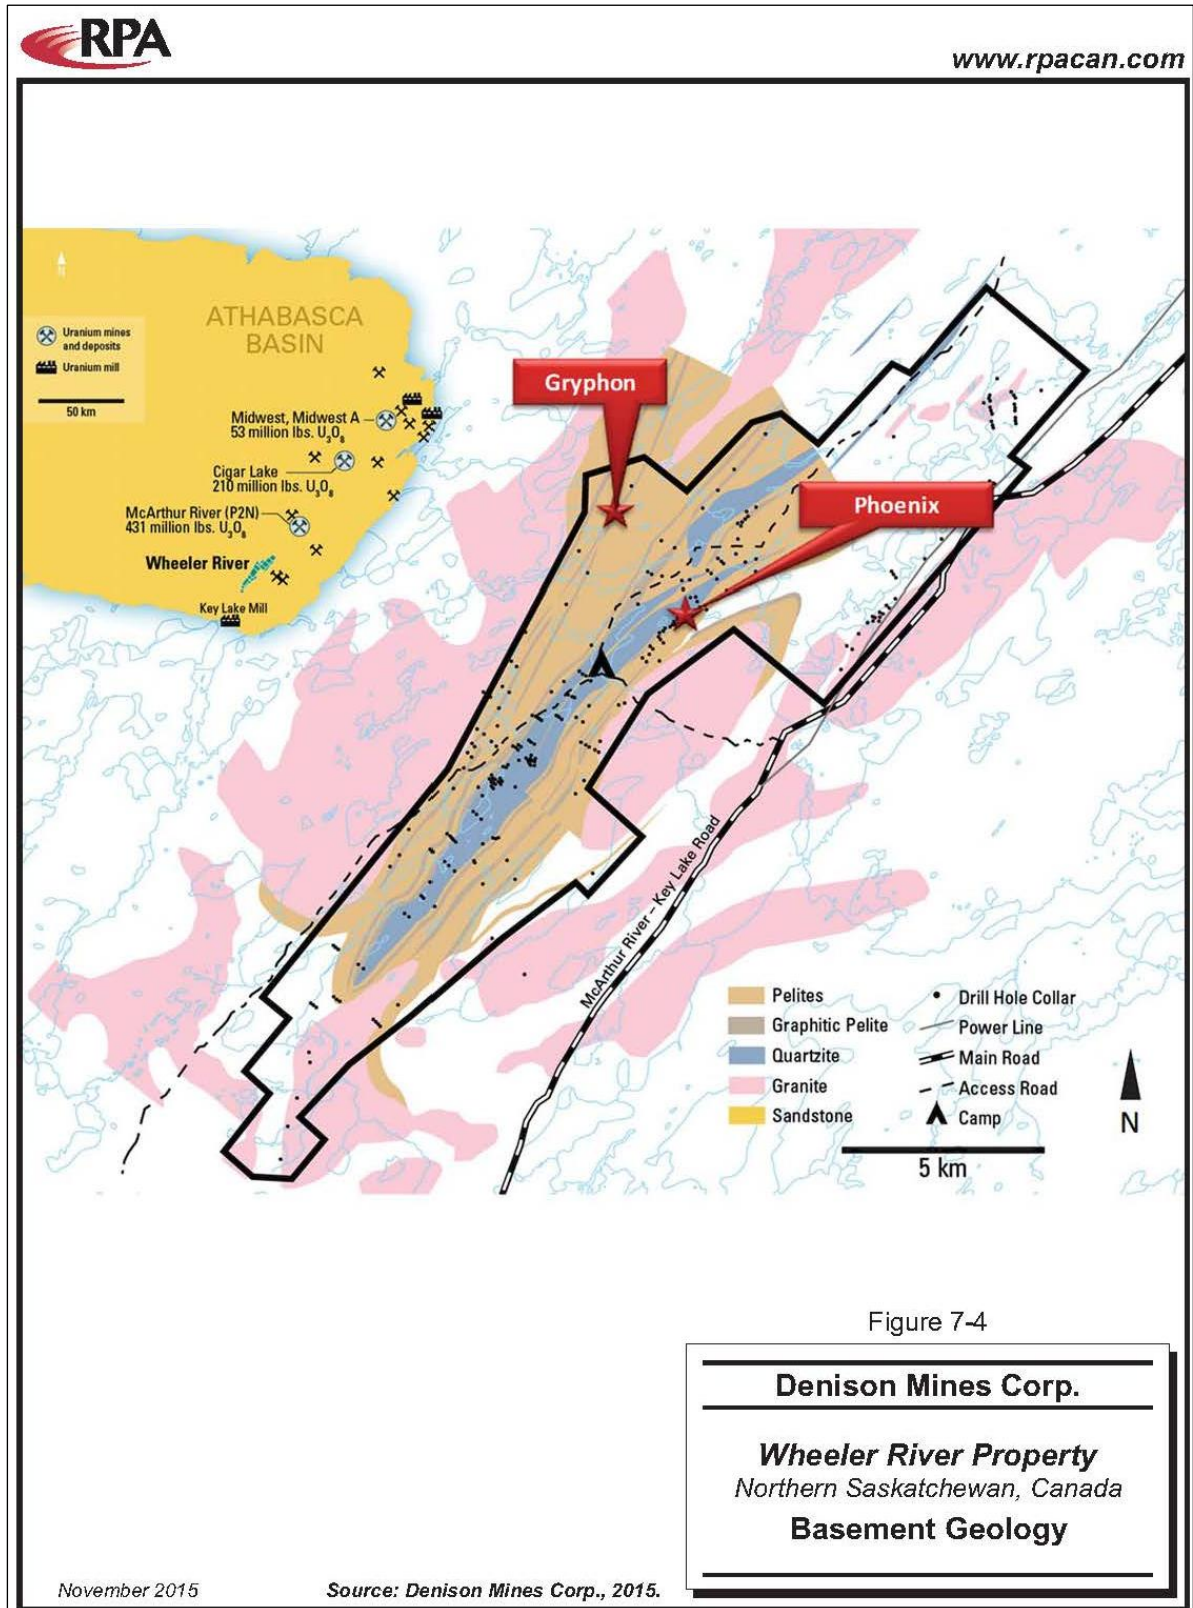 RPA
www.rpacan.com
N
ATHABASCA
BASIN
Uranium mines
and deposits
Uranium mill
50 km
Midwest, Midwest A
53 million lbs. U₃O₈
Cigar Lake
210 million lbs. U₃O₈
McArthur River (P2N)
431 million lbs. U₃O₈
Wheeler River
Key Lake Mill
Gryphon
Phoenix
McArthur River – Key Lake Road
Pelites
Graphitic Pelite
Quartzite
Granite
Sandstone
Drill Hole Collar
Power Line
Main Road
Access Road
Camp
N
5 km
Figure 7-4
Denison Mines Corp.
Wheeler River Property
Northern Saskatchewan, Canada
Basement Geology
November 2015
Source: Denison Mines Corp., 2015.